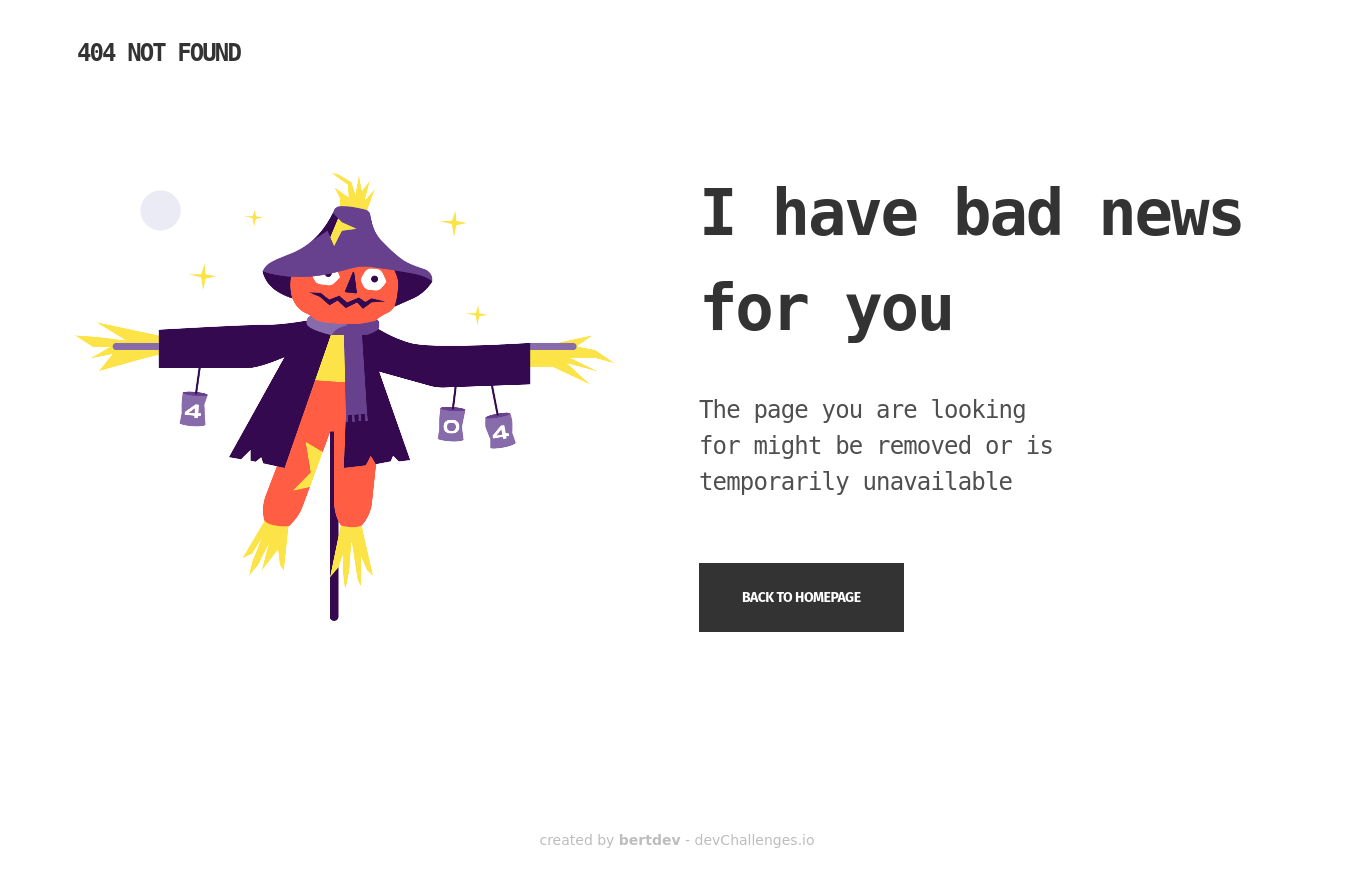 404 NOT FOUND
4
0
4
I have bad news
for you
The page you are looking
for might be removed or is
temporarily unavailable
BACK TO HOMEPAGE
created by bertdev - devChallenges.io